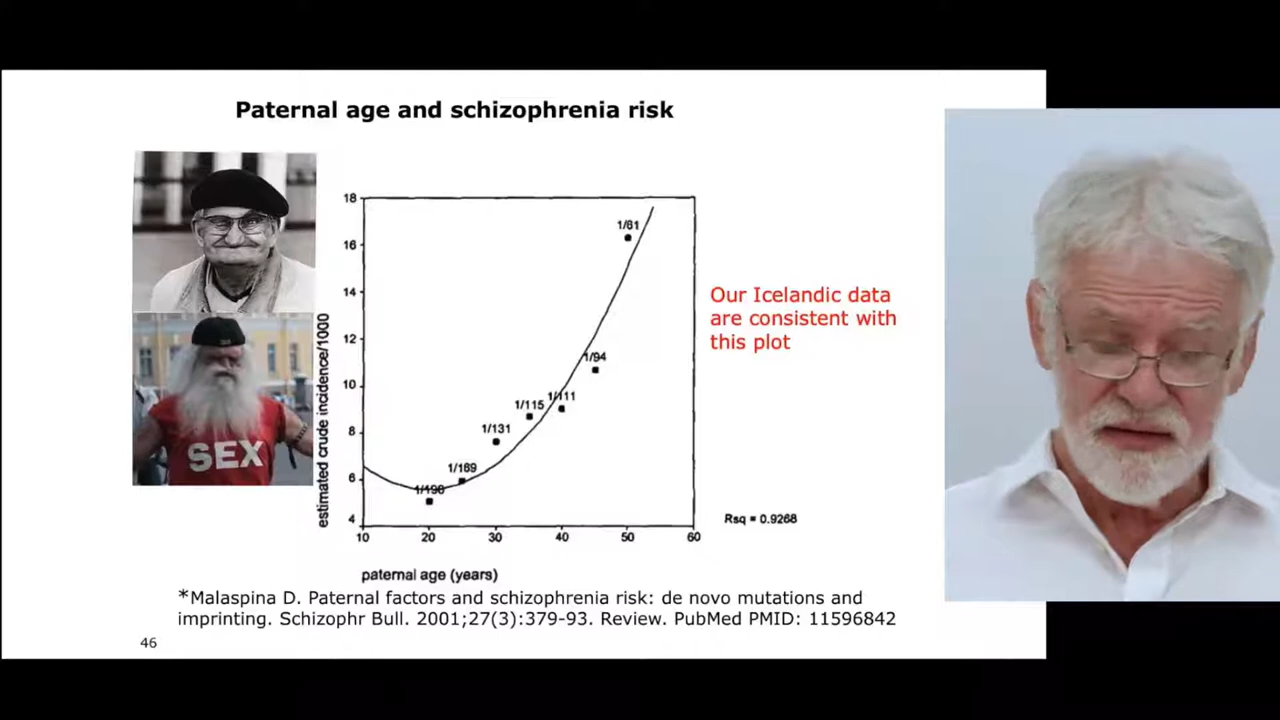 Paternal age and schizophrenia risk
18
16
14
12
10
8
6
4
estimated crude incidence/1000
1/61
1/94
1/111
1/115
1/131
1/169
1/198
10 20 30 40 50 60
paternal age (years)
Rsq = 0.9268
SEX
Our Icelandic data
are consistent with
this plot
*Malaspina D. Paternal factors and schizophrenia risk: de novo mutations and
imprinting. Schizophr Bull. 2001;27(3):379-93. Review. PubMed PMID: 11596842
46